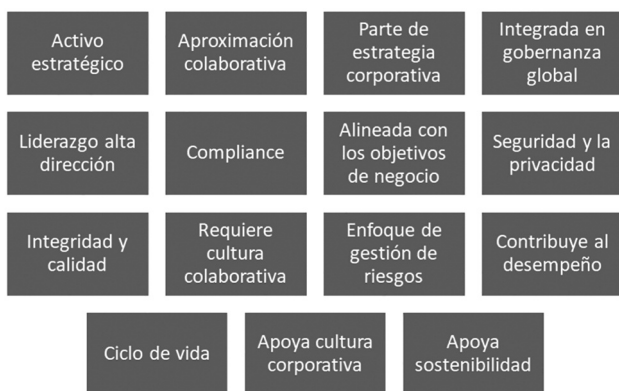 Activo
estratégico
Aproximación
colaborativa
Parte de
estrategia
corporativa
Integrada en
gobernanza
global
Liderazgo alta
dirección
Compliance
Alineada con
los objetivos
de negocio
Seguridad y la
privacidad
Integridad y
calidad
Requiere
cultura
colaborativa
Enfoque de
gestión de
riesgos
Contribuye al
desempeño
Ciclo de vida
Apoya cultura
corporativa
Apoya
sostenibilidad